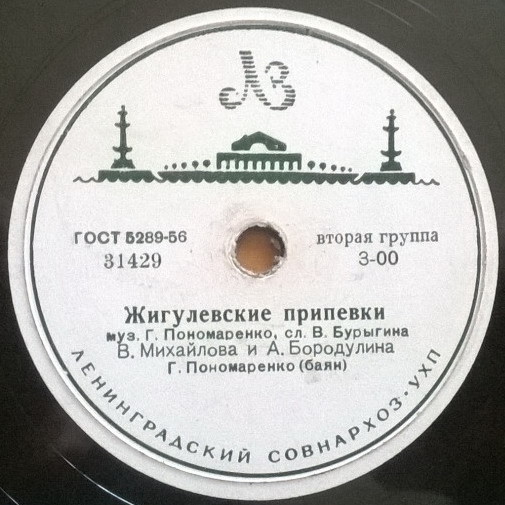 ЛЗ
ГОСТ 5289-56
31429
вторая группа
3-00
Жигулевские припевки
муз. Г. Пономаренко, сл. В. Бурыгина
В. Михайлова и А. Бородулина
Г. Пономаренко (баян)
ЛЕНИНГРАДСКИЙ СОВНАРХОЗ · УХП